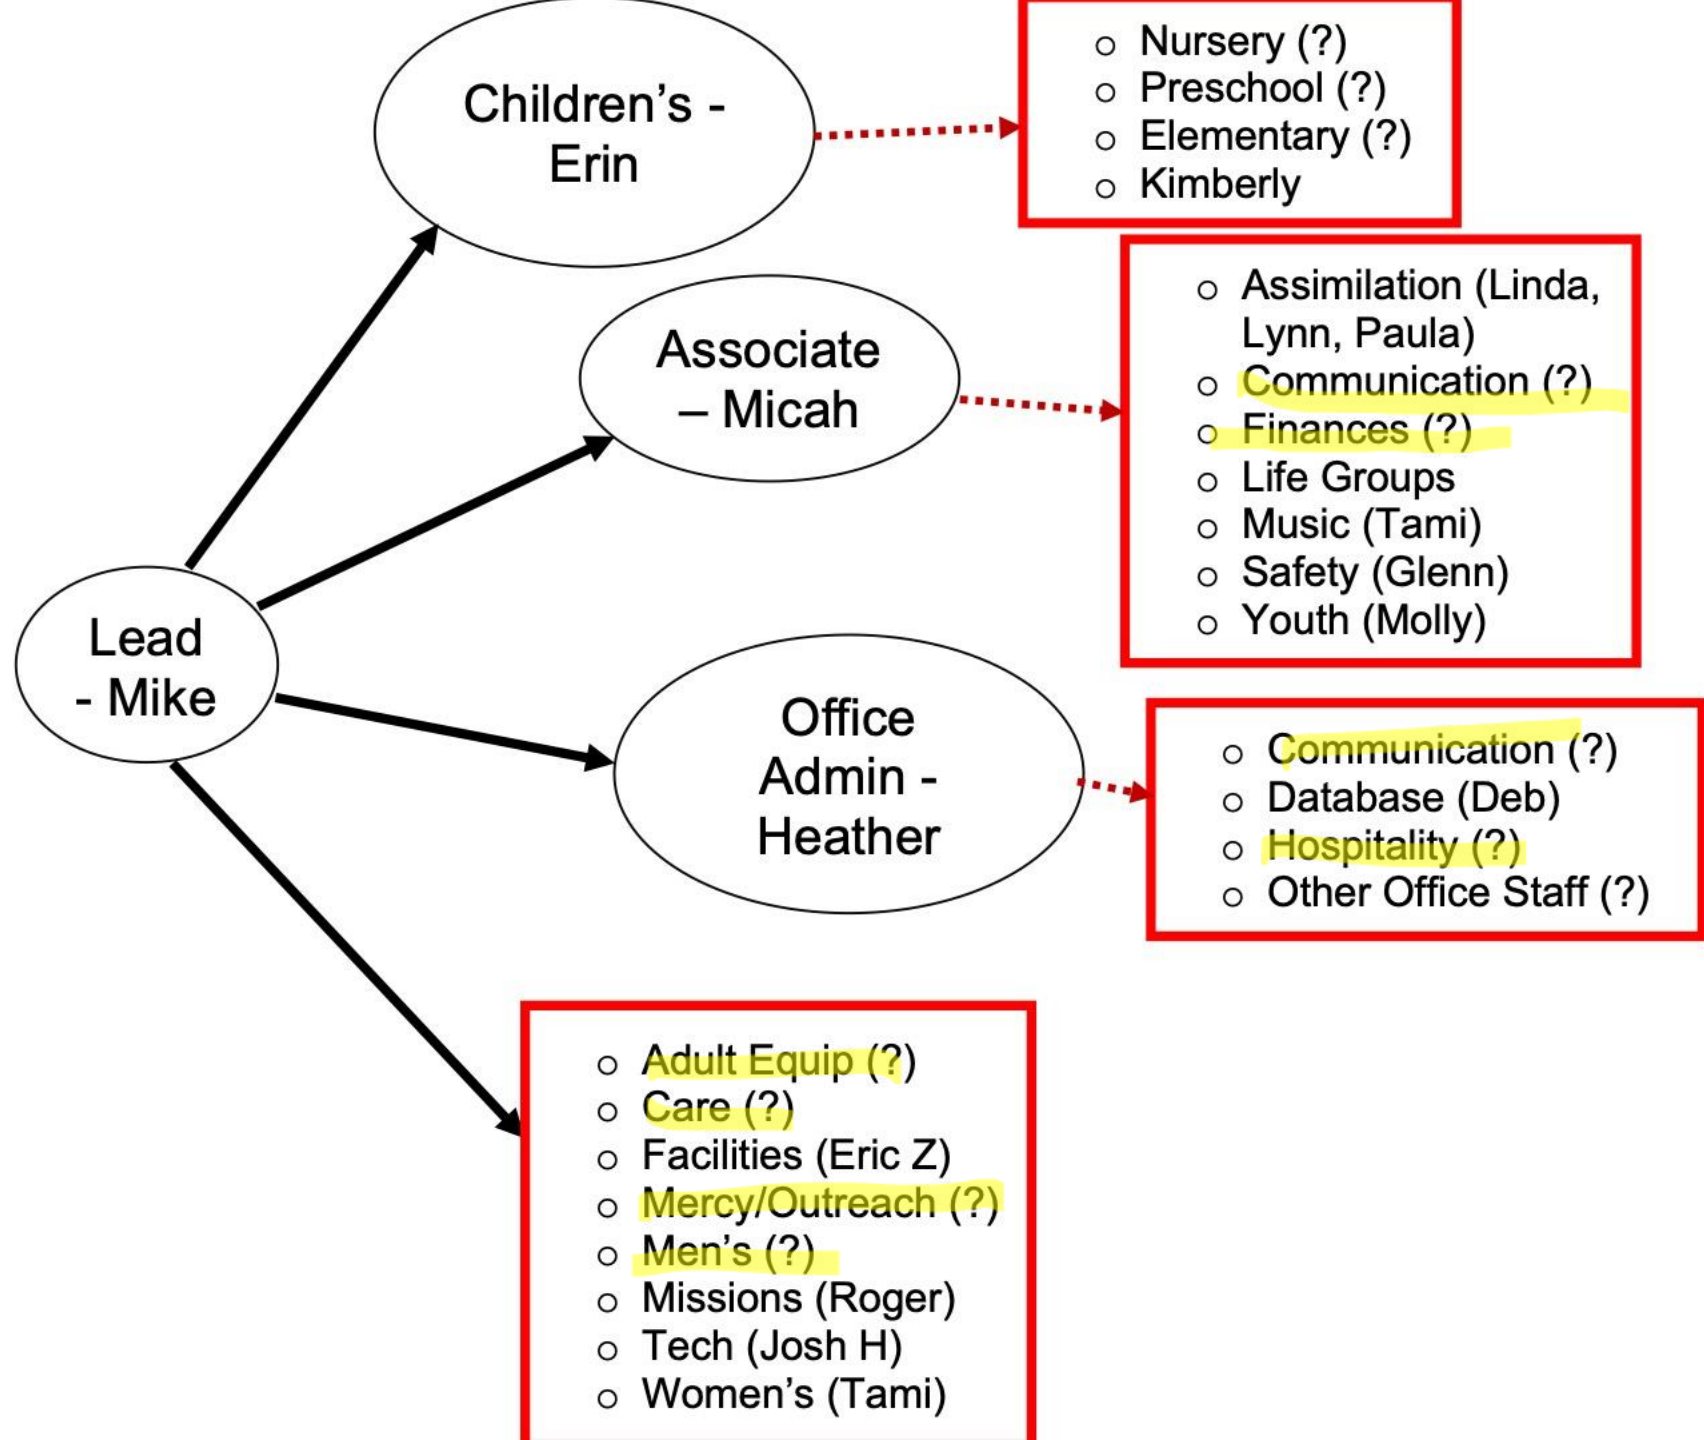 Children's -
Erin
○ Nursery (?)
○ Preschool (?)
○ Elementary (?)
○ Kimberly
Associate
– Micah
○ Assimilation (Linda,
Lynn, Paula)
○ Communication (?)
○ Finances (?)
○ Life Groups
○ Music (Tami)
○ Safety (Glenn)
○ Youth (Molly)
Lead
- Mike
Office
Admin -
Heather
○ Communication (?)
○ Database (Deb)
○ Hospitality (?)
○ Other Office Staff (?)
○ Adult Equip (?)
○ Care (?)
○ Facilities (Eric Z)
○ Mercy/Outreach (?)
○ Men's (?)
○ Missions (Roger)
○ Tech (Josh H)
○ Women's (Tami)